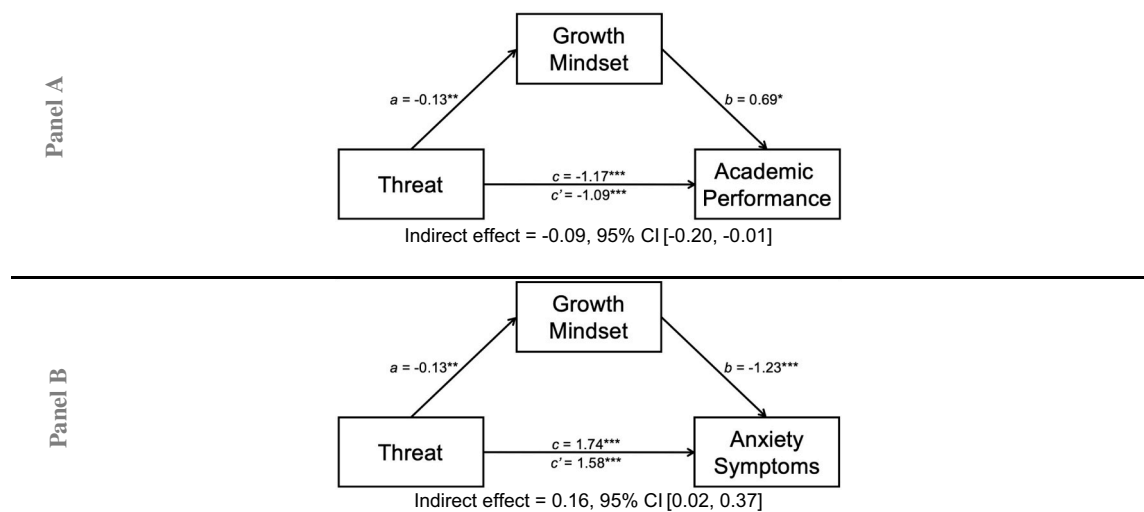 Panel A
Growth
Mindset
a = -0.13**
b = 0.69*
Threat
c = -1.17***
c' = -1.09***
Academic
Performance
Indirect effect = -0.09, 95% CI [-0.20, -0.01]
Panel B
Growth
Mindset
a = -0.13**
b = -1.23***
Threat
c = 1.74***
c' = 1.58***
Anxiety
Symptoms
Indirect effect = 0.16, 95% CI [0.02, 0.37]